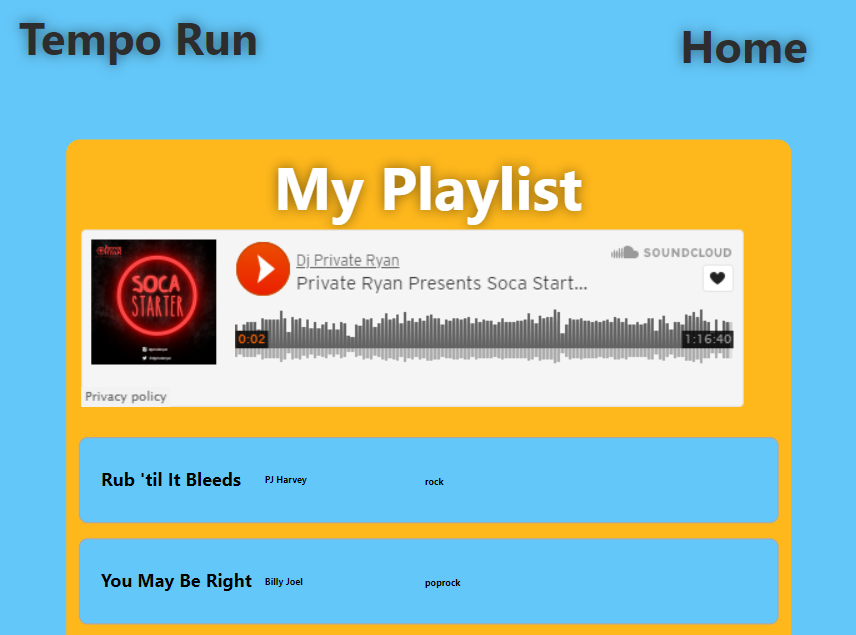 Tempo Run
Home
My Playlist
SOUNDCLOUD
Dj Private Ryan
Private Ryan Presents Soca Start...
SOCA
STARTER
0:02
1:16:40
Privacy policy
Rub 'til It Bleeds PJ Harvey rock
You May Be Right Billy Joel poprock